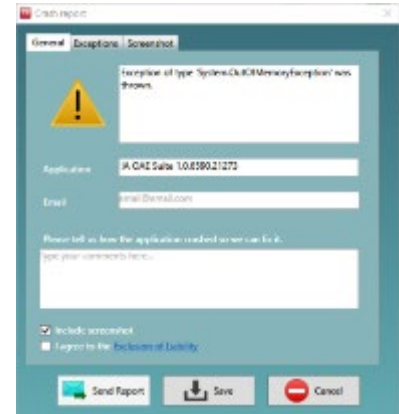 Crash report
General Exceptions Screenshot
Exception of type 'System.OutOfMemoryException' was
thrown.
Application IA OAE Suite 1.0.6590.21273
Email email@email.com
Please tell us how the application crashed so we can fix it.
Type your comments here...
Include screenshot
I agree to the Exclusion of Liability
Send Report Save Cancel